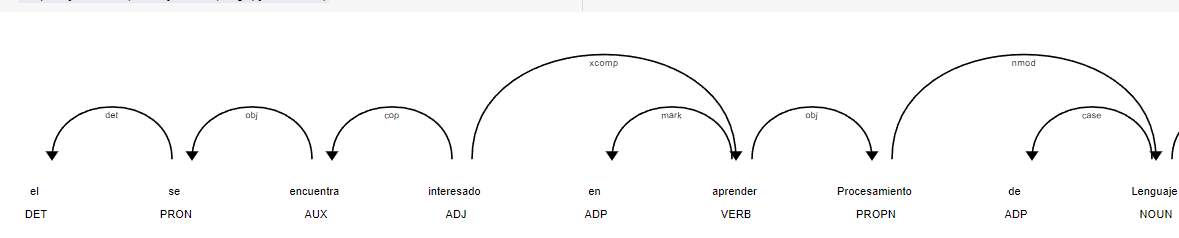 xcomp nmod
det obj cop mark obj case
el se encuentra interesado en aprender Procesamiento de Lenguaje
DET PRON AUX ADJ ADP VERB PROPN ADP NOUN